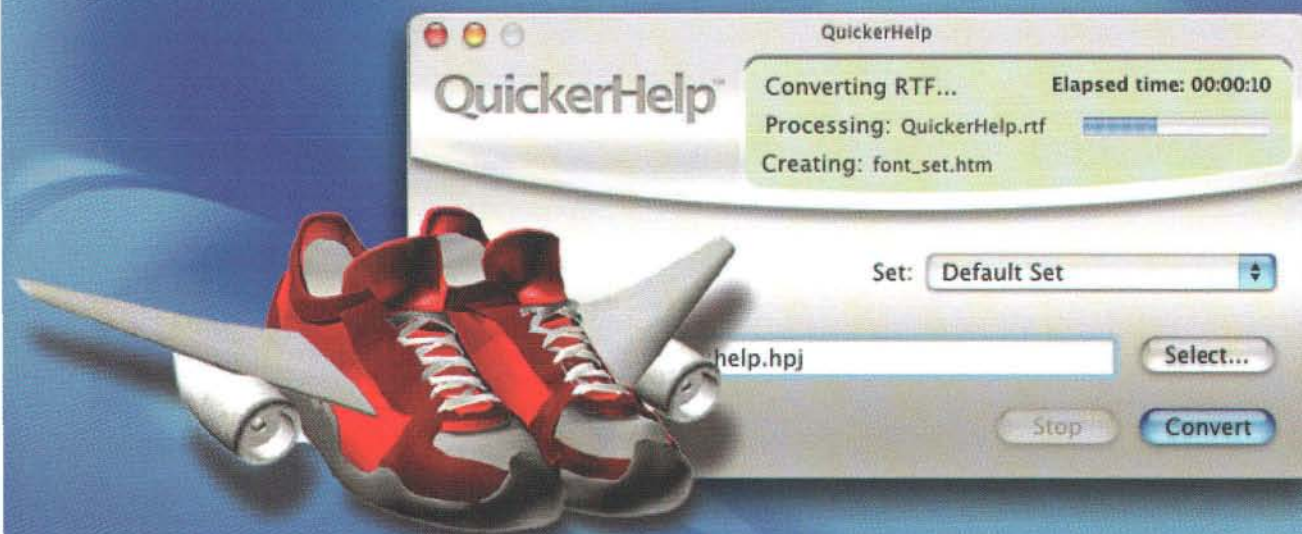 QuickerHelp
QuickerHelp™
Converting RTF... Elapsed time: 00:00:10
Processing: QuickerHelp.rtf
Creating: font_set.htm
Set: Default Set
help.hpj Select...
Stop Convert